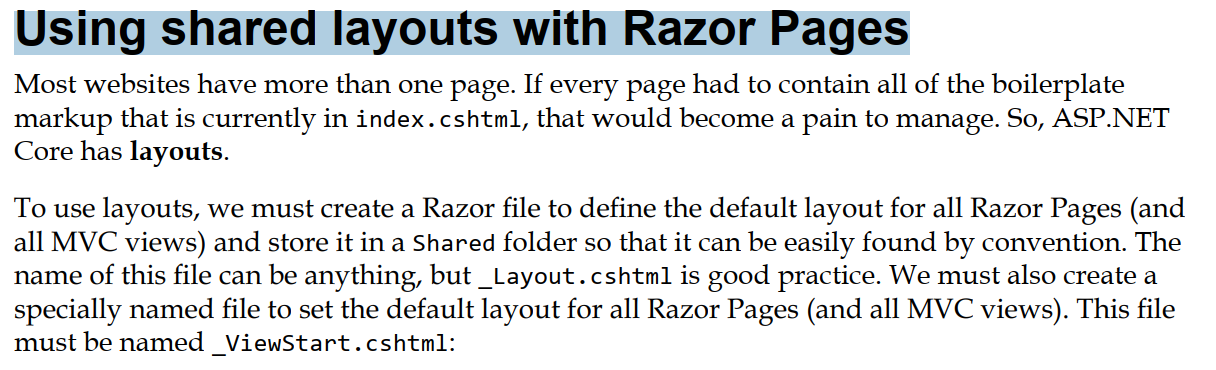 Using shared layouts with Razor Pages
Most websites have more than one page. If every page had to contain all of the boilerplate
markup that is currently in index.cshtml, that would become a pain to manage. So, ASP.NET
Core has layouts.
To use layouts, we must create a Razor file to define the default layout for all Razor Pages (and
all MVC views) and store it in a Shared folder so that it can be easily found by convention. The
name of this file can be anything, but _Layout.cshtml is good practice. We must also create a
specially named file to set the default layout for all Razor Pages (and all MVC views). This file
must be named _ViewStart.cshtml: